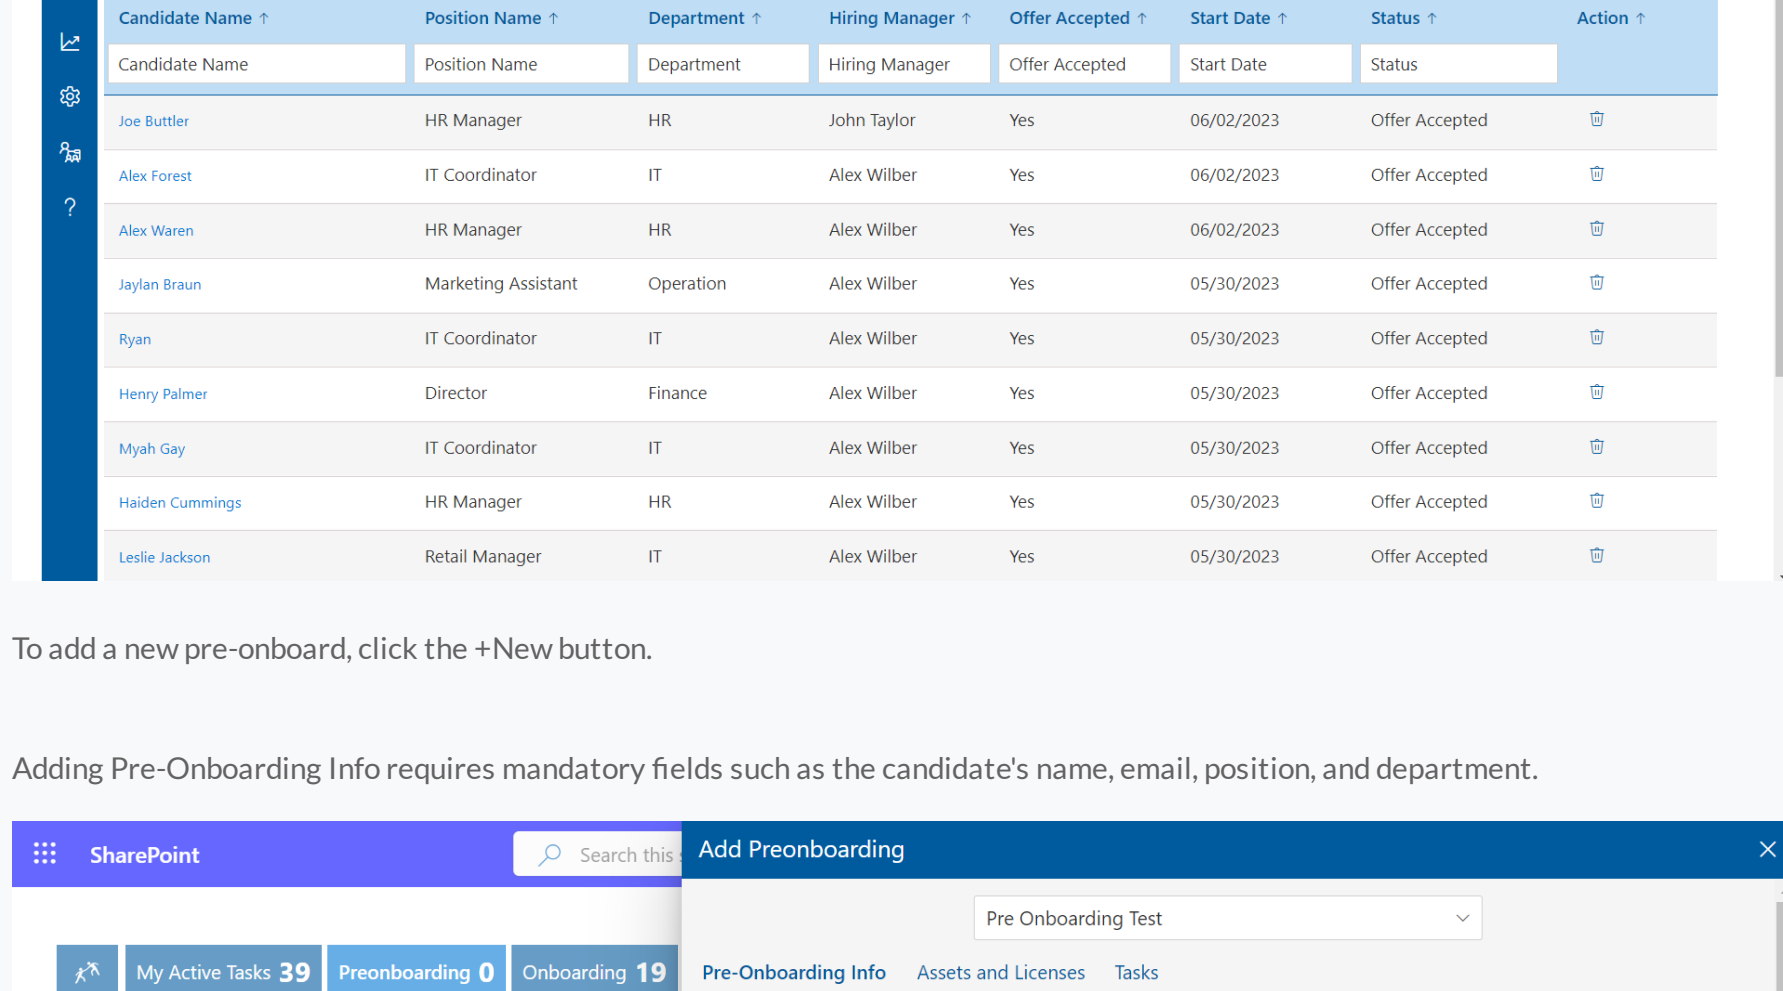 Candidate Name ↑ Position Name ↑ Department ↑ Hiring Manager ↑ Offer Accepted ↑ Start Date ↑ Status ↑ Action ↑
Candidate Name Position Name Department Hiring Manager Offer Accepted Start Date Status
Joe Buttler HR Manager HR John Taylor Yes 06/02/2023 Offer Accepted
Alex Forest IT Coordinator IT Alex Wilber Yes 06/02/2023 Offer Accepted
Alex Waren HR Manager HR Alex Wilber Yes 06/02/2023 Offer Accepted
Jaylan Braun Marketing Assistant Operation Alex Wilber Yes 05/30/2023 Offer Accepted
Ryan IT Coordinator IT Alex Wilber Yes 05/30/2023 Offer Accepted
Henry Palmer Director Finance Alex Wilber Yes 05/30/2023 Offer Accepted
Myah Gay IT Coordinator IT Alex Wilber Yes 05/30/2023 Offer Accepted
Haiden Cummings HR Manager HR Alex Wilber Yes 05/30/2023 Offer Accepted
Leslie Jackson Retail Manager IT Alex Wilber Yes 05/30/2023 Offer Accepted
To add a new pre-onboard, click the +New button.
Adding Pre-Onboarding Info requires mandatory fields such as the candidate's name, email, position, and department.
SharePoint Search this Add Preonboarding
Pre Onboarding Test
My Active Tasks 39 Preonboarding 0 Onboarding 19 Pre-Onboarding Info Assets and Licenses Tasks